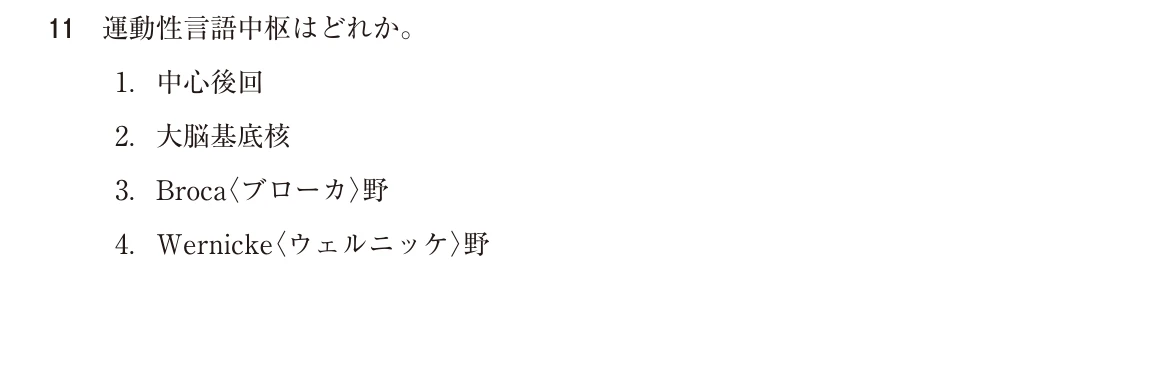 11 運動性言語中枢はどれか。
1. 中心後回
2. 大脳基底核
3. Broca〈ブローカ〉野
4. Wernicke〈ウェルニッケ〉野